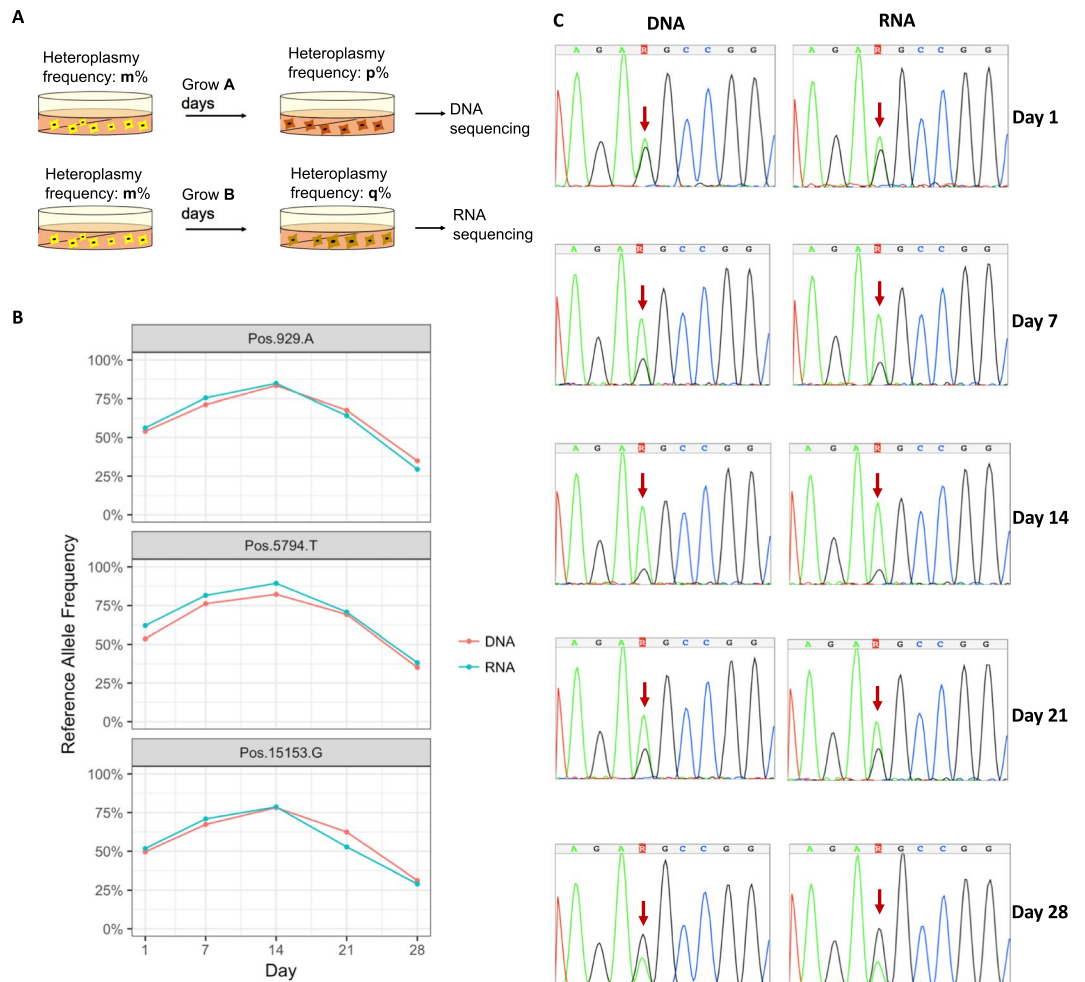 A
Heteroplasmy
frequency: m%
Grow A
days
Heteroplasmy
frequency: p%
DNA
sequencing
Heteroplasmy
frequency: m%
Grow B
days
Heteroplasmy
frequency: q%
RNA
sequencing
B
Reference Allele Frequency
Pos.929.A
100%
75%
50%
25%
0%
Pos.5794.T
100%
75%
50%
25%
0%
Pos.15153.G
100%
75%
50%
25%
0%
1 7 14 21 28
Day
DNA
RNA
C
DNA RNA
A G A R G C C G G A G A R G C C G G
Day 1
A G A R G C C G G A G A R G C C G G
Day 7
A G A R G C C G G A G A R G C C G G
Day 14
A G A R G C C G G A G A R G C C G G
Day 21
A G A R G C C G G A G A R G C C G G
Day 28